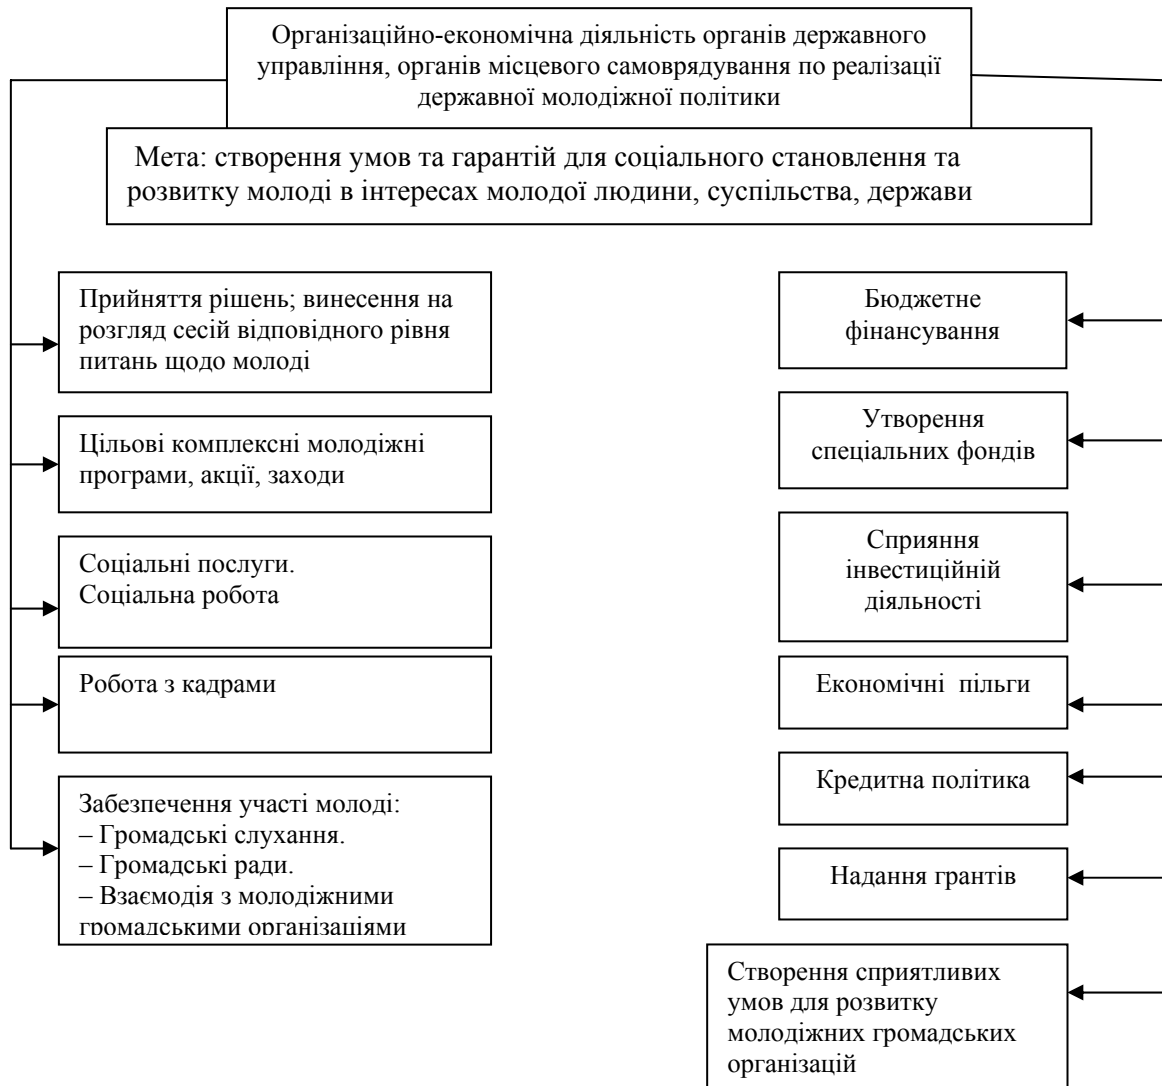 Організаційно-економічна діяльність органів державного
управління, органів місцевого самоврядування по реалізації
державної молодіжної політики
Мета: створення умов та гарантій для соціального становлення та
розвитку молоді в інтересах молодої людини, суспільства, держави
Прийняття рішень; винесення на
розгляд сесій відповідного рівня
питань щодо молоді
Цільові комплексні молодіжні
програми, акції, заходи
Соціальні послуги.
Соціальна робота
Робота з кадрами
Забезпечення участі молоді:
– Громадські слухання.
– Громадські ради.
– Взаємодія з молодіжними
громадськими організаціями
Бюджетне
фінансування
Утворення
спеціальних фондів
Сприяння
інвестиційній
діяльності
Економічні пільги
Кредитна політика
Надання грантів
Створення сприятливих
умов для розвитку
молодіжних громадських
організацій